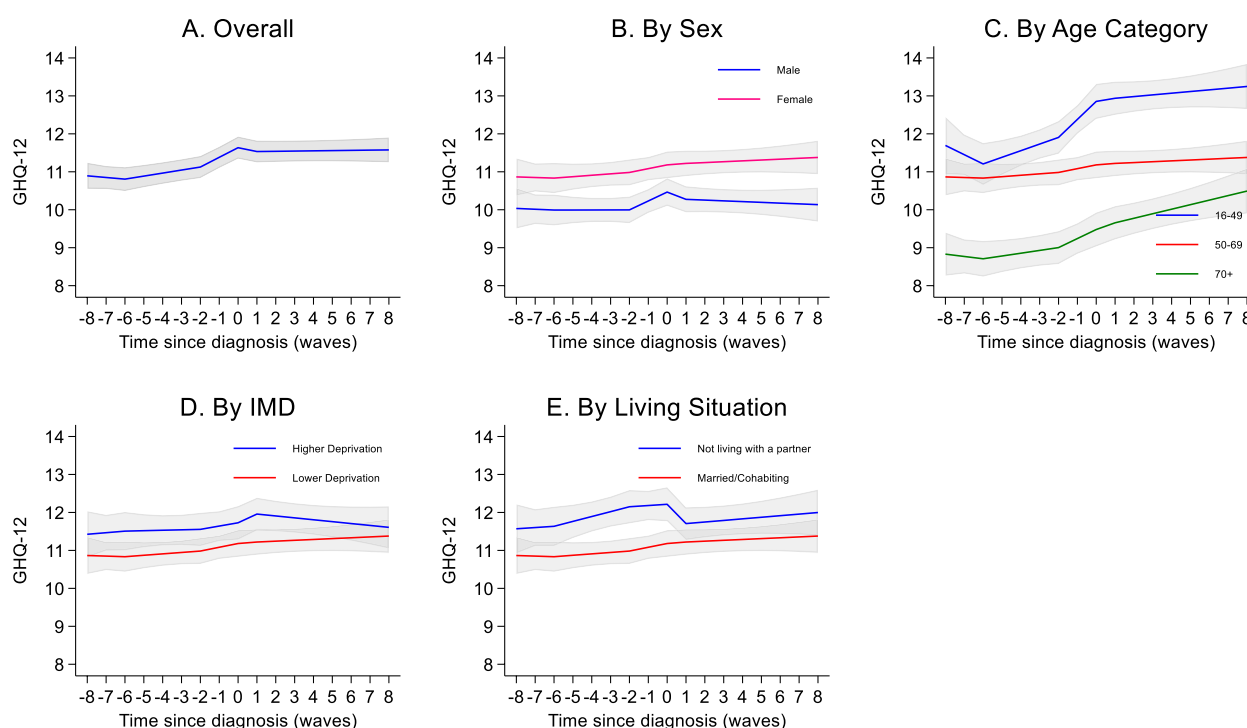 A. Overall
14
13
12
11
10
9
8
GHQ-12
-8 -7 -6 -5 -4 -3 -2 -1 0 1 2 3 4 5 6 7 8
Time since diagnosis (waves)
B. By Sex
14
13
12
11
10
9
8
GHQ-12
Male
Female
-8 -7 -6 -5 -4 -3 -2 -1 0 1 2 3 4 5 6 7 8
Time since diagnosis (waves)
C. By Age Category
14
13
12
11
10
9
8
GHQ-12
16-49
50-69
70+
-8 -7 -6 -5 -4 -3 -2 -1 0 1 2 3 4 5 6 7 8
Time since diagnosis (waves)
D. By IMD
14
13
12
11
10
9
8
GHQ-12
Higher Deprivation
Lower Deprivation
-8 -7 -6 -5 -4 -3 -2 -1 0 1 2 3 4 5 6 7 8
Time since diagnosis (waves)
E. By Living Situation
14
13
12
11
10
9
8
GHQ-12
Not living with a partner
Married/Cohabiting
-8 -7 -6 -5 -4 -3 -2 -1 0 1 2 3 4 5 6 7 8
Time since diagnosis (waves)